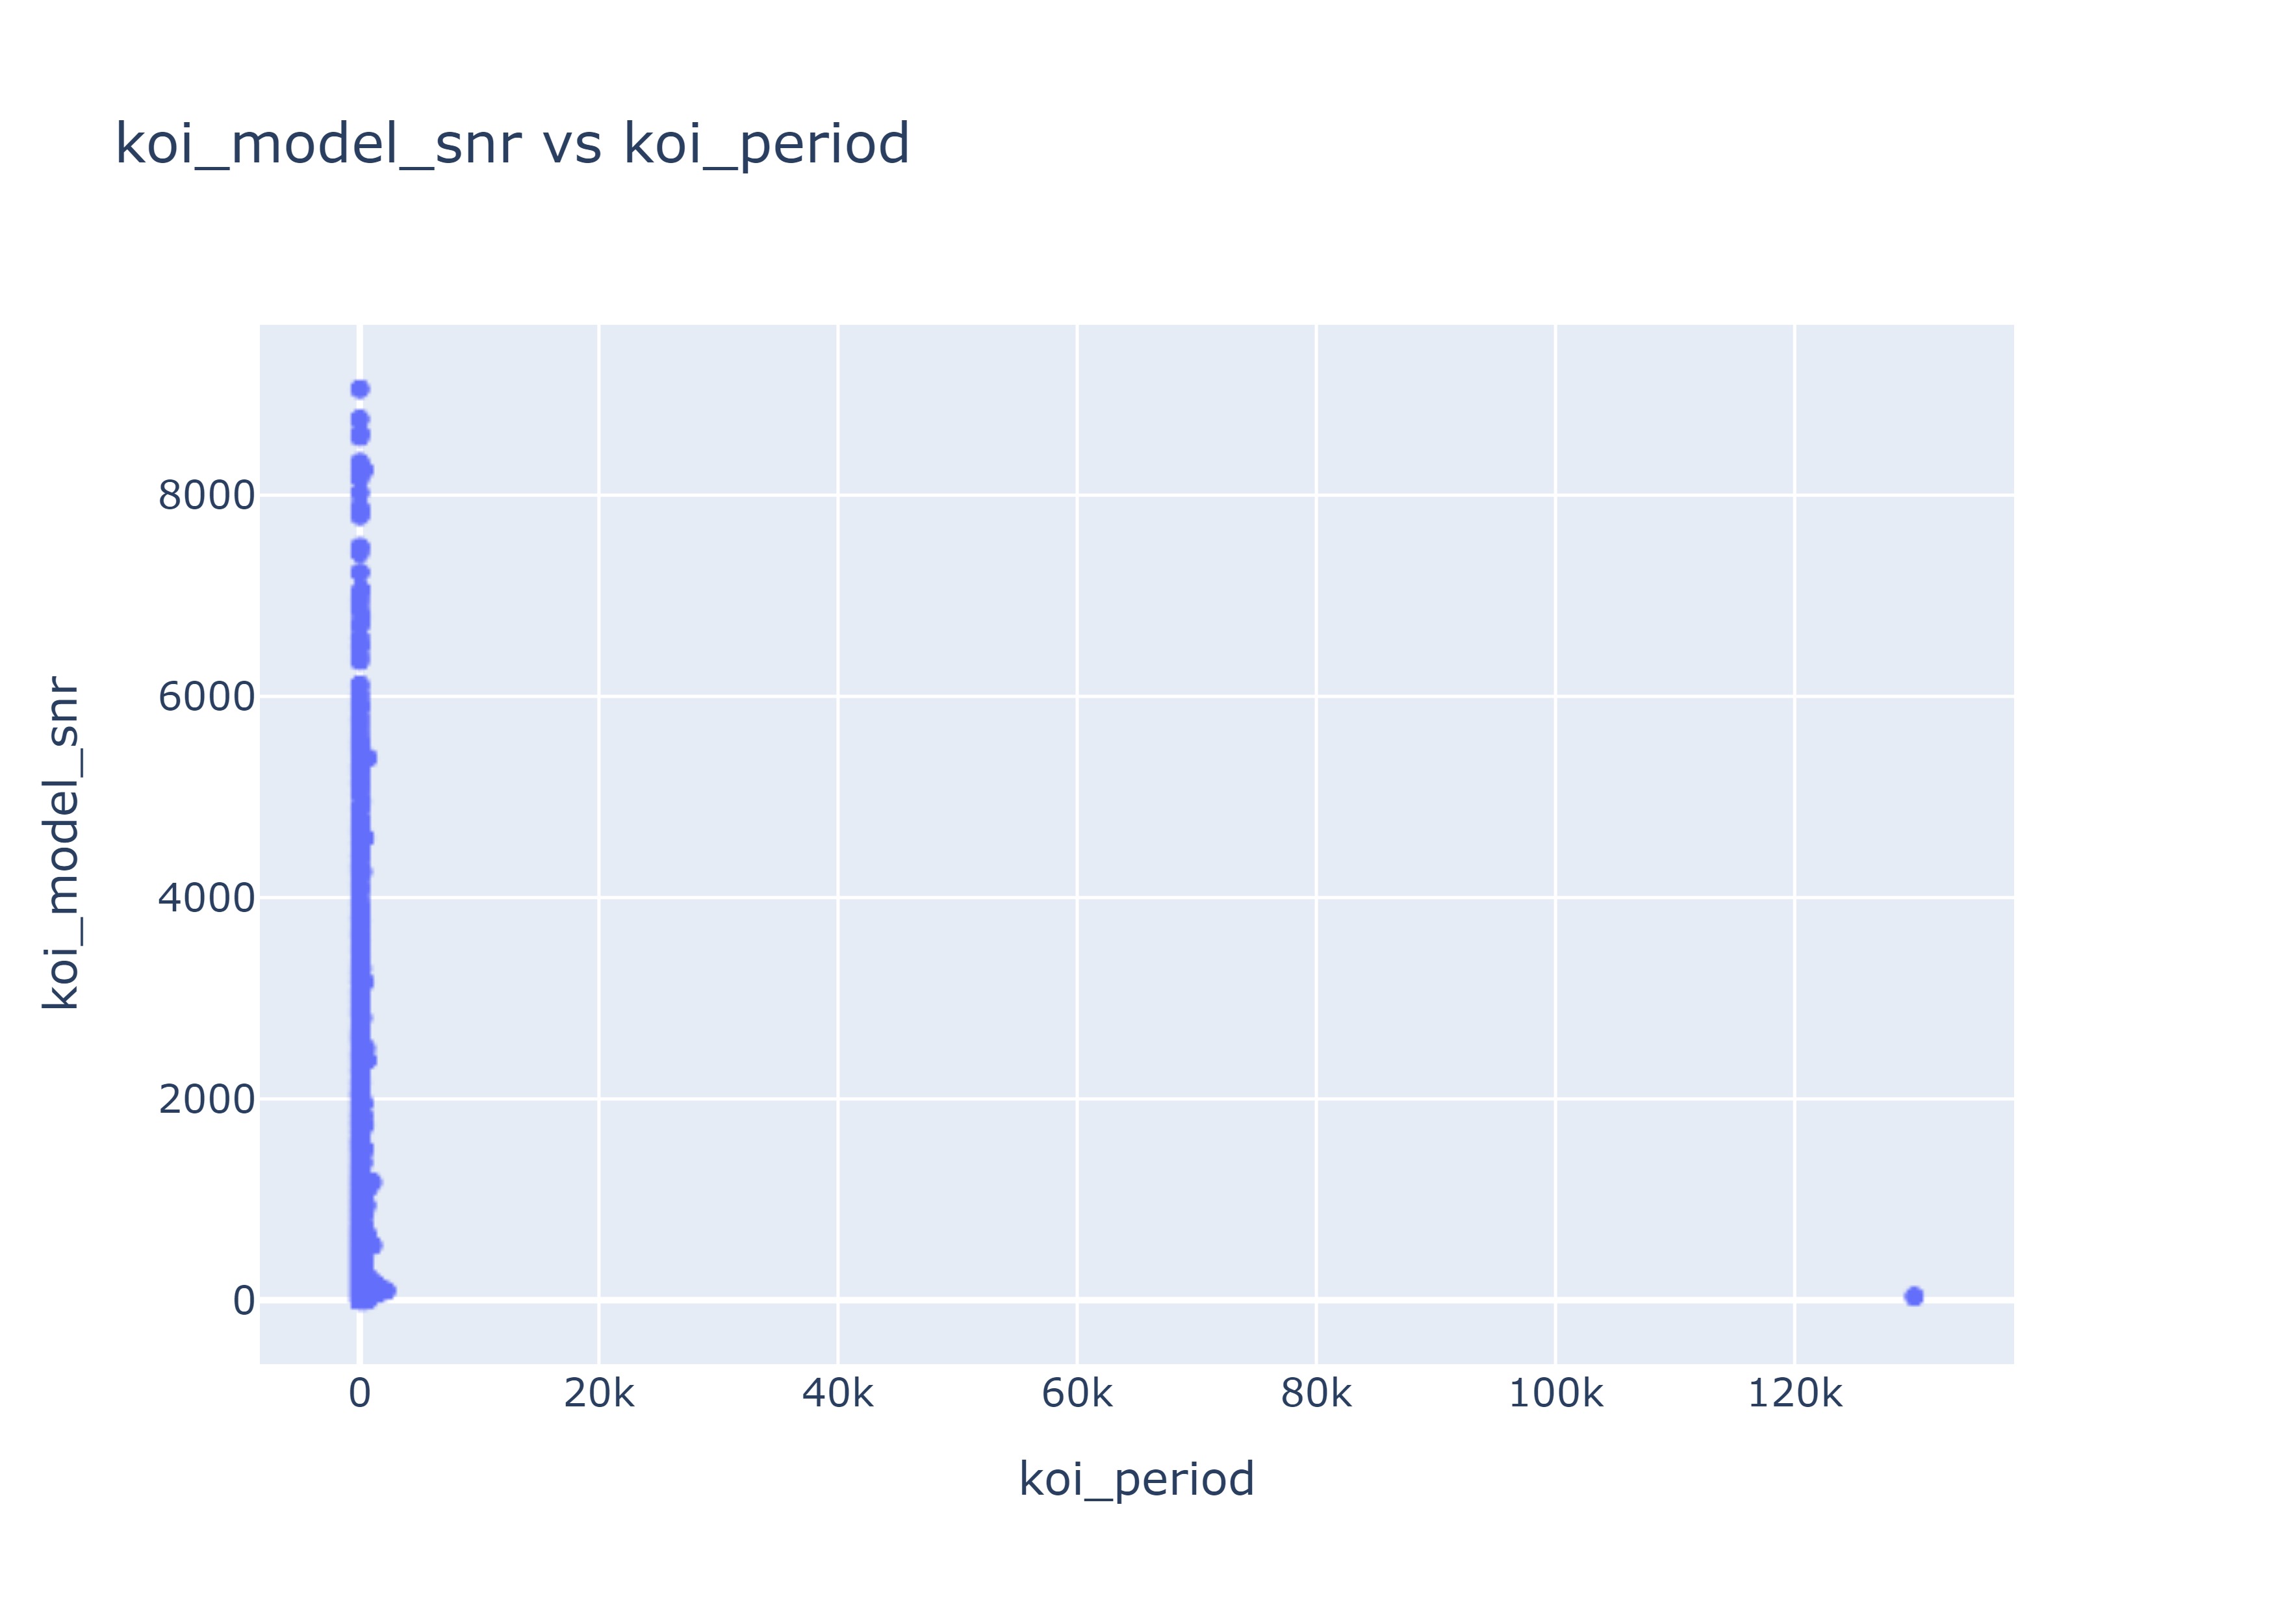 koi_model_snr vs koi_period
8000
6000
4000
2000
0
koi_model_snr
0 20k 40k 60k 80k 100k 120k
koi_period